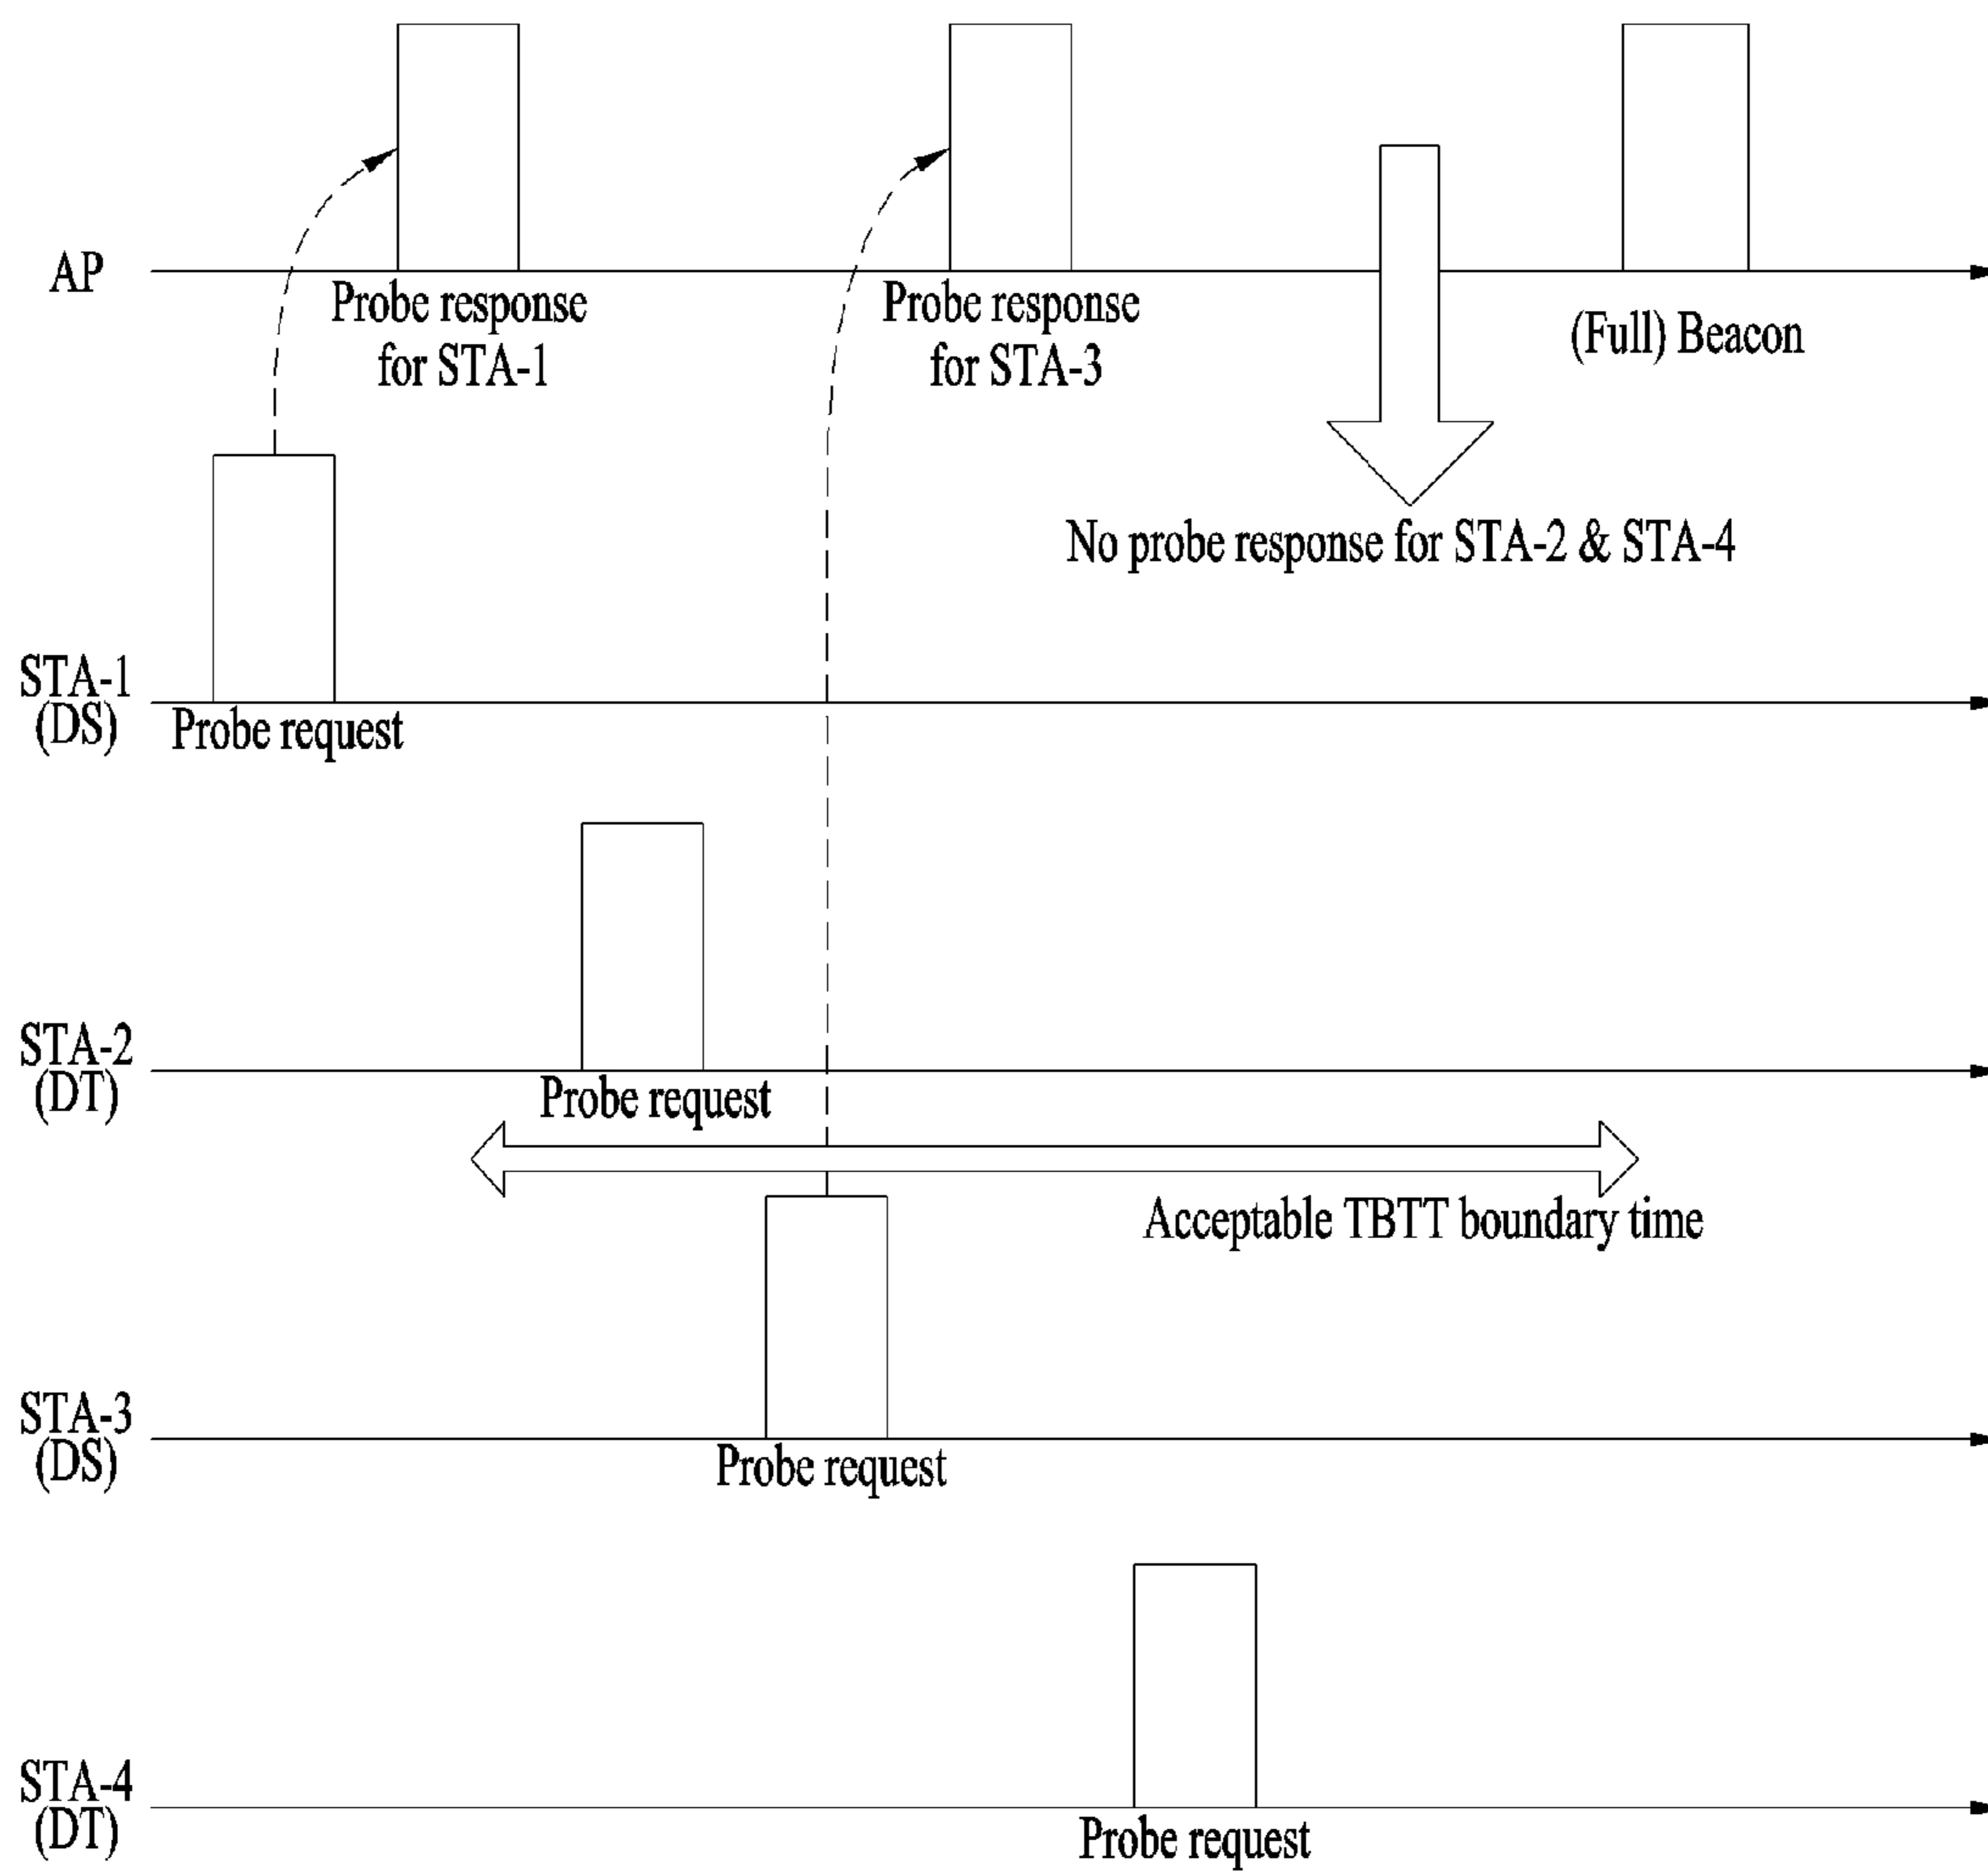 AP
Probe response
for STA-1
Probe response
for STA-3
(Full) Beacon
No probe response for STA-2 & STA-4
STA-1
(DS)
Probe request
STA-2
(DT)
Probe request
Acceptable TBTT boundary time
STA-3
(DS)
Probe request
STA-4
(DT)
Probe request